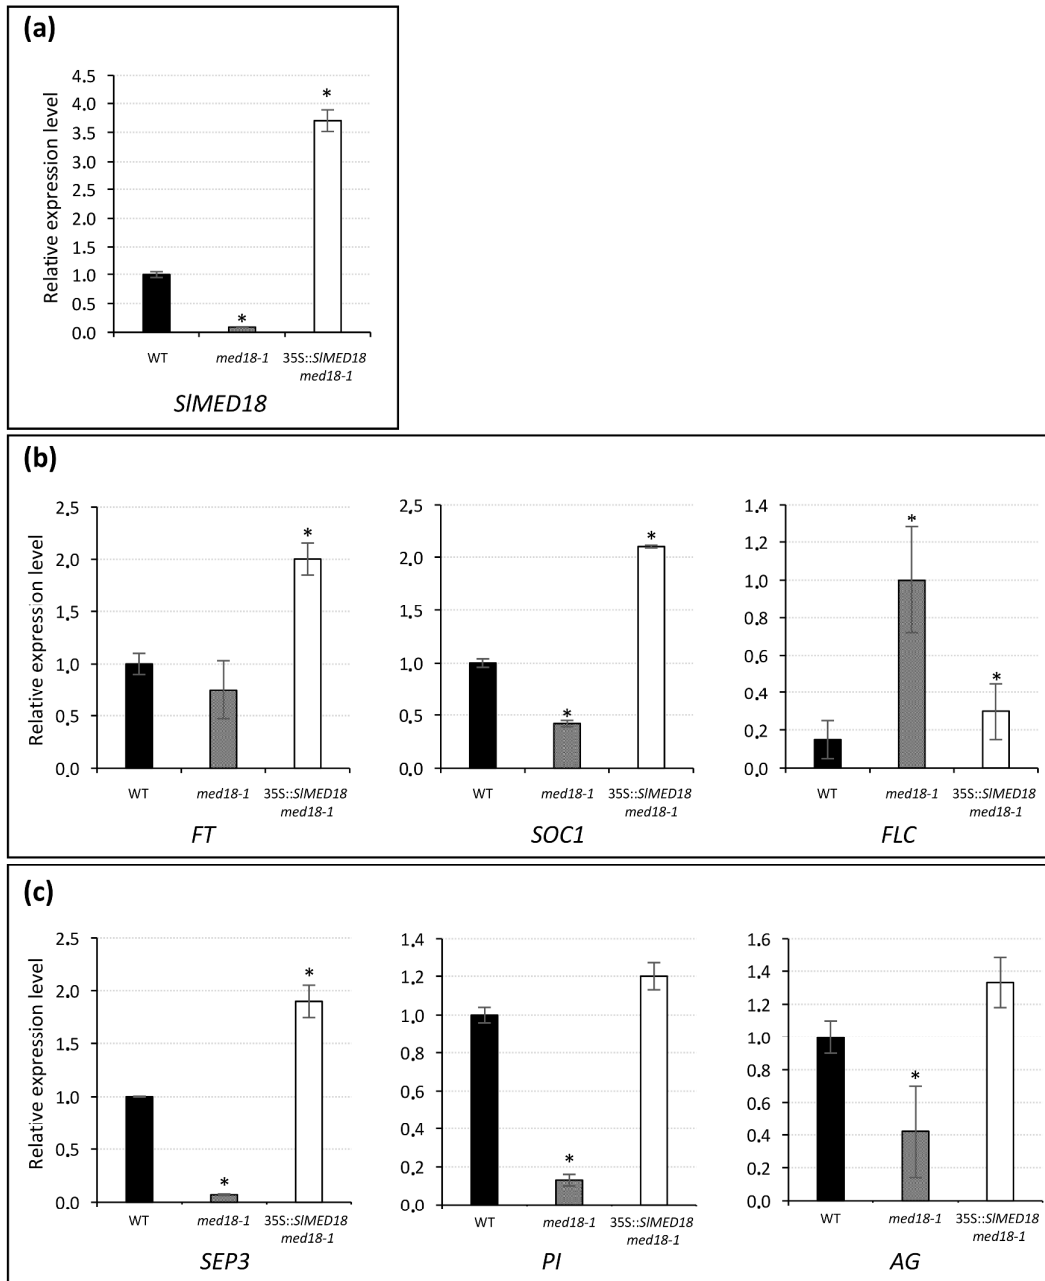 (a)
Relative expression level
4.5
4.0
3.5
3.0
2.5
2.0
1.5
1.0
0.5
0.0
*
*
WT med18-1 35S::SlMED18
med18-1
SlMED18
(b)
Relative expression level
2.5
2.0
1.5
1.0
0.5
0.0
*
WT med18-1 35S::SlMED18
med18-1
FT
2.5
2.0
1.5
1.0
0.5
0.0
*
*
WT med18-1 35S::SlMED18
med18-1
SOC1
1.4
1.2
1.0
0.8
0.6
0.4
0.2
0.0
*
*
WT med18-1 35S::SlMED18
med18-1
FLC
(c)
Relative expression level
2.5
2.0
1.5
1.0
0.5
0.0
*
*
WT med18-1 35S::SlMED18
med18-1
SEP3
1.4
1.2
1.0
0.8
0.6
0.4
0.2
0.0
*
WT med18-1 35S::SlMED18
med18-1
PI
1.6
1.4
1.2
1.0
0.8
0.6
0.4
0.2
0.0
*
WT med18-1 35S::SlMED18
med18-1
AG